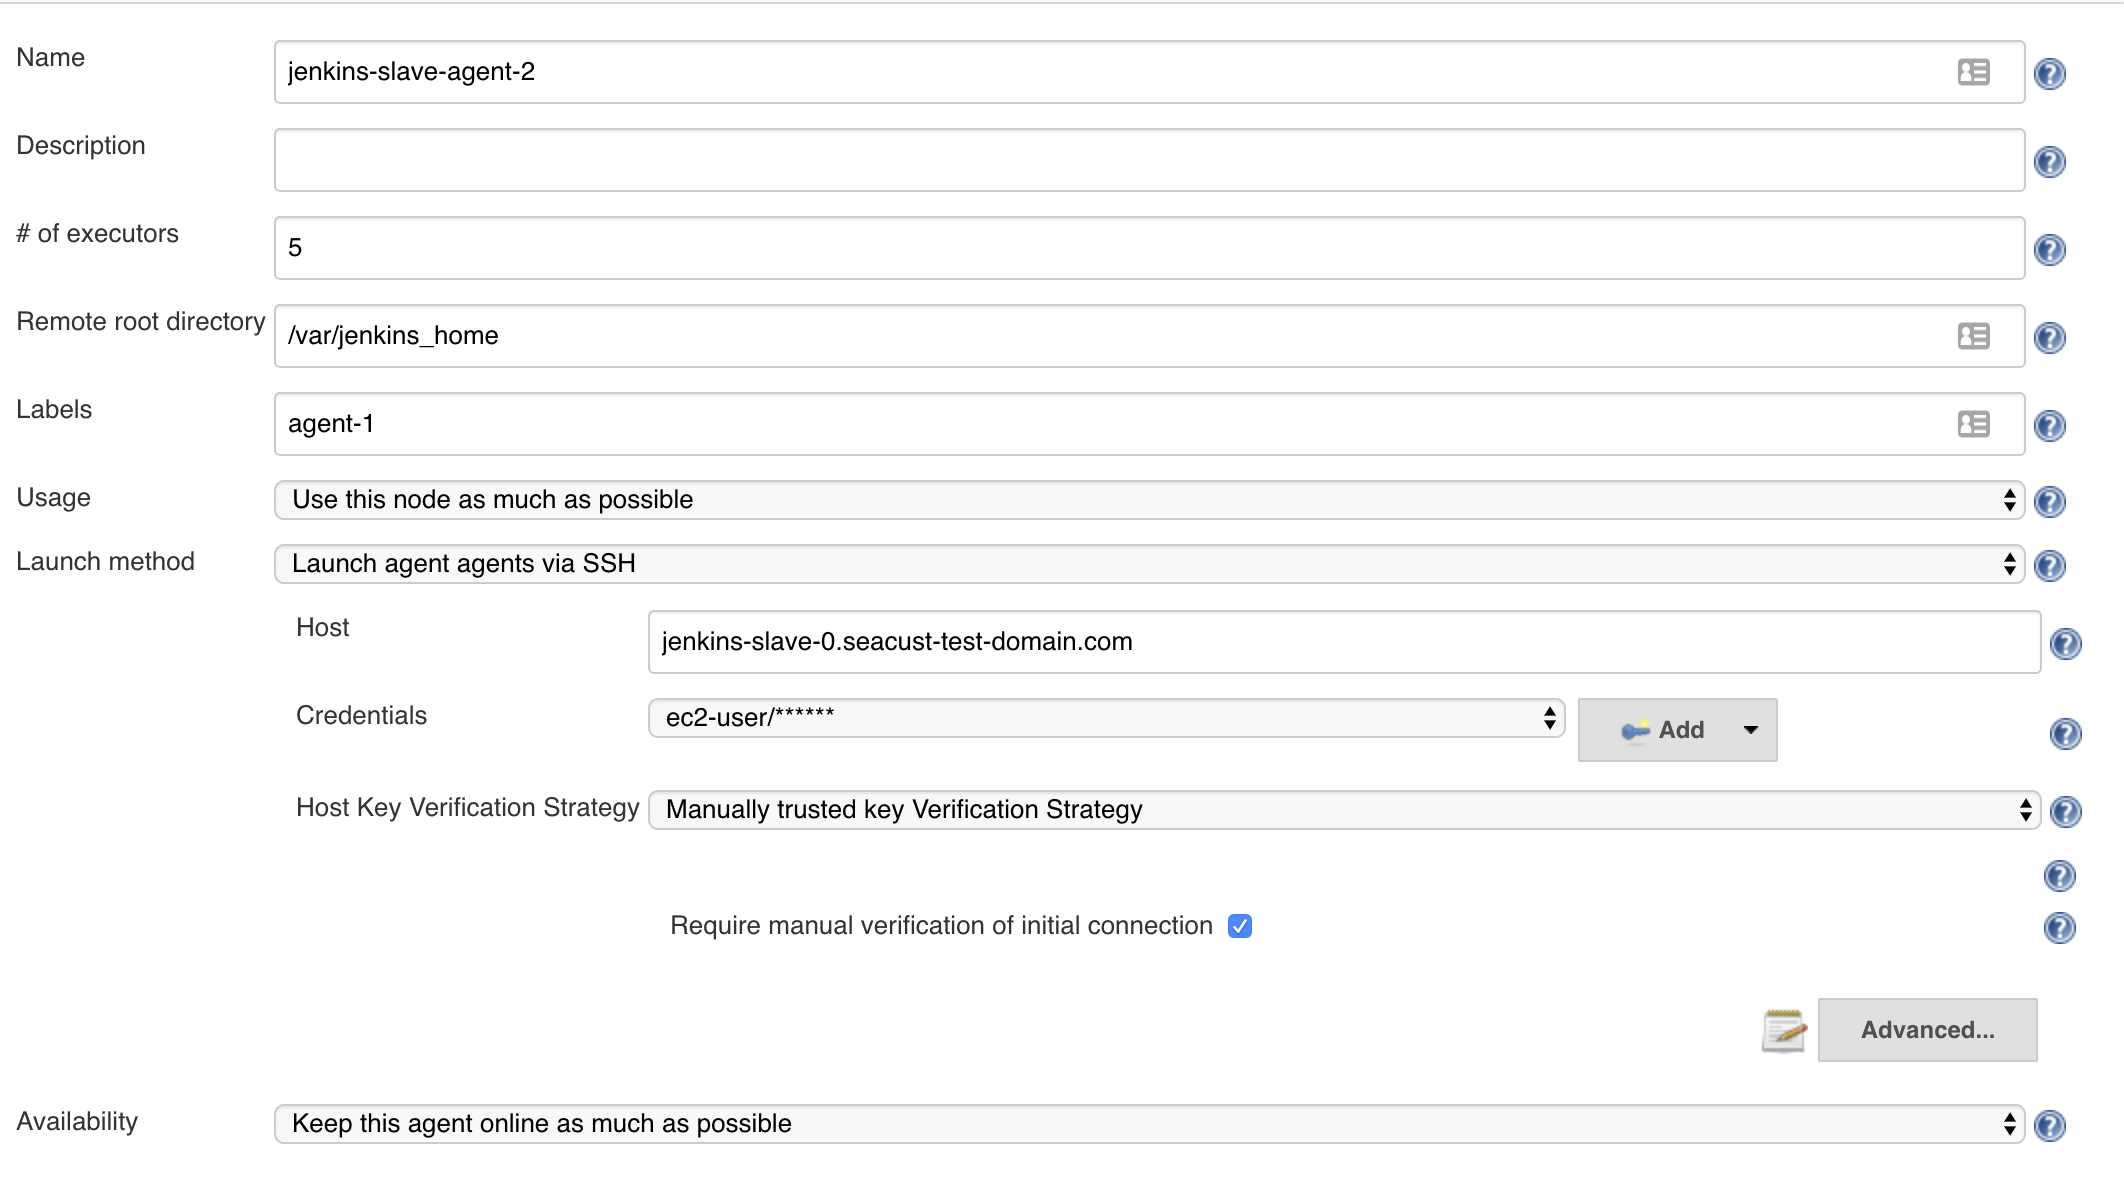 Name
jenkins-slave-agent-2
Description
# of executors
5
Remote root directory
/var/jenkins_home
Labels
agent-1
Usage
Use this node as much as possible
Launch method
Launch agent agents via SSH
Host
jenkins-slave-0.seacust-test-domain.com
Credentials
ec2-user/******
Add
Host Key Verification Strategy
Manually trusted key Verification Strategy
Require manual verification of initial connection
Advanced...
Availability
Keep this agent online as much as possible